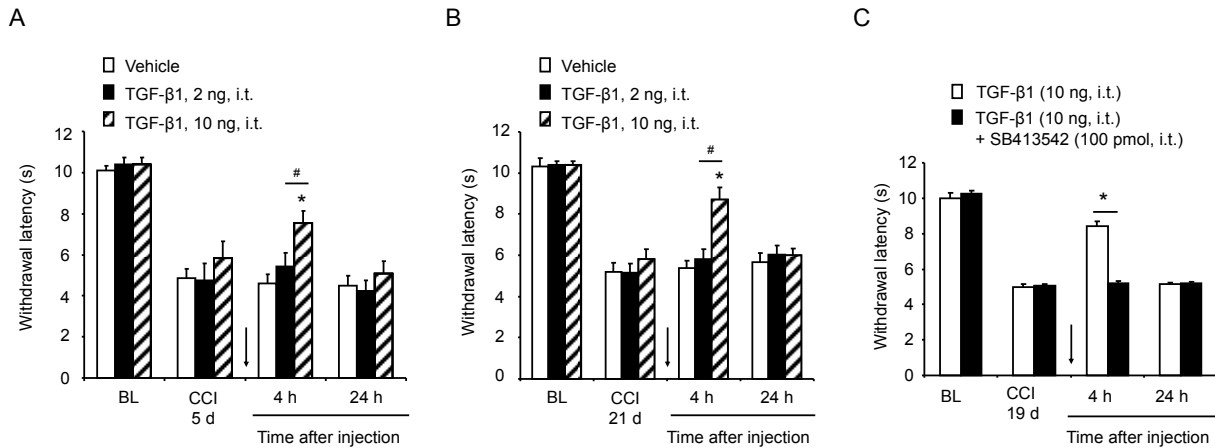 A
Vehicle
TGF-β1, 2 ng, i.t.
TGF-β1, 10 ng, i.t.
Withdrawal latency (s)
12
10
8
6
4
2
0
#
*
BL
CCI
5 d
4 h
24 h
Time after injection
B
Vehicle
TGF-β1, 2 ng, i.t.
TGF-β1, 10 ng, i.t.
Withdrawal latency (s)
12
10
8
6
4
2
0
#
*
BL
CCI
21 d
4 h
24 h
Time after injection
C
TGF-β1 (10 ng, i.t.)
TGF-β1 (10 ng, i.t.)
+ SB413542 (100 pmol, i.t.)
Withdrawal latency (s)
12
10
8
6
4
2
0
*
BL
CCI
19 d
4 h
24 h
Time after injection